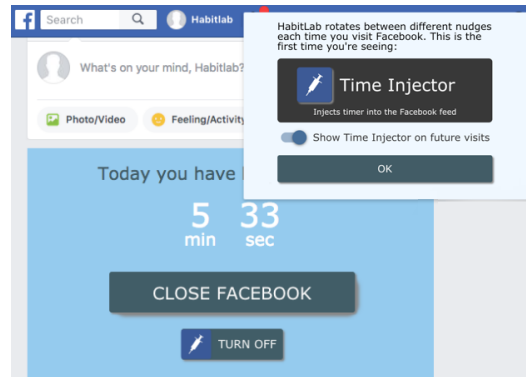 f
Search
Habitlab
What's on your mind, Habitlab?
Photo/Video
Feeling/Activity
HabitLab rotates between different nudges
each time you visit Facebook. This is the
first time you're seeing:
Time Injector
Injects timer into the Facebook feed
Show Time Injector on future visits
OK
Today you have
5 33
min sec
CLOSE FACEBOOK
TURN OFF